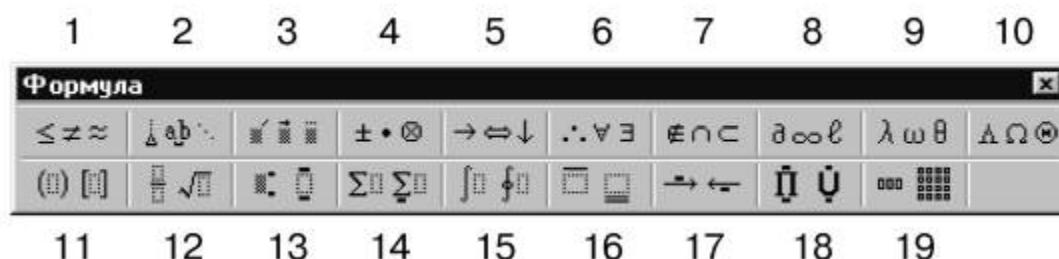 1 2 3 4 5 6 7 8 9 10
Формула
≤ ≠ ≈ a͟b ⋱ ± • ⊗ → ⇔ ↓ ∴ ∀ ∃ ∉ ∩ ⊂ ∂ ∞ ℓ λ ω θ Λ Ω Θ
(▯) [▯] √▯ Σ▯ Σ▯ ∫▯ ∮▯ → ← Π Ụ
11 12 13 14 15 16 17 18 19